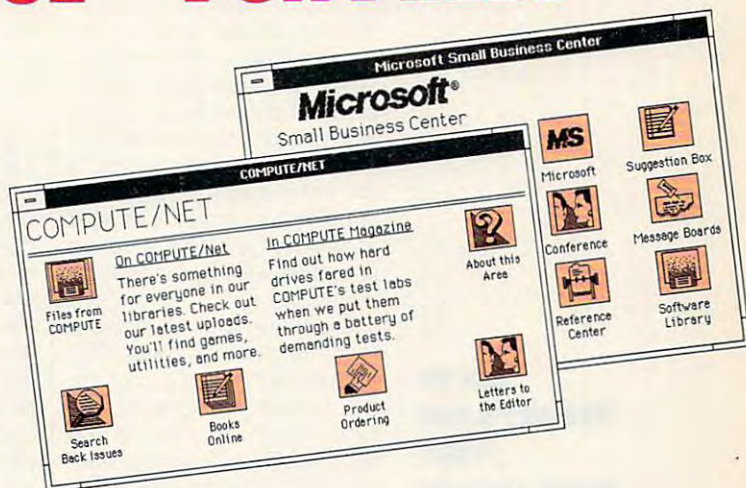 Microsoft Small Business Center
Microsoft®
Small Business Center
MS
Microsoft
Suggestion Box
Conference
Message Boards
Reference
Center
Software
Library
COMPUTE/NET
COMPUTE/NET
Files from
COMPUTE
On COMPUTE/Net
There's something
for everyone in our
libraries. Check out
our latest uploads.
You'll find games,
utilities, and more.
In COMPUTE Magazine
Find out how hard
drives fared in
COMPUTE's test labs
when we put them
through a battery of
demanding tests.
About this
Area
Search
Back Issues
Books
Online
Product
Ordering
Letters to
the Editor